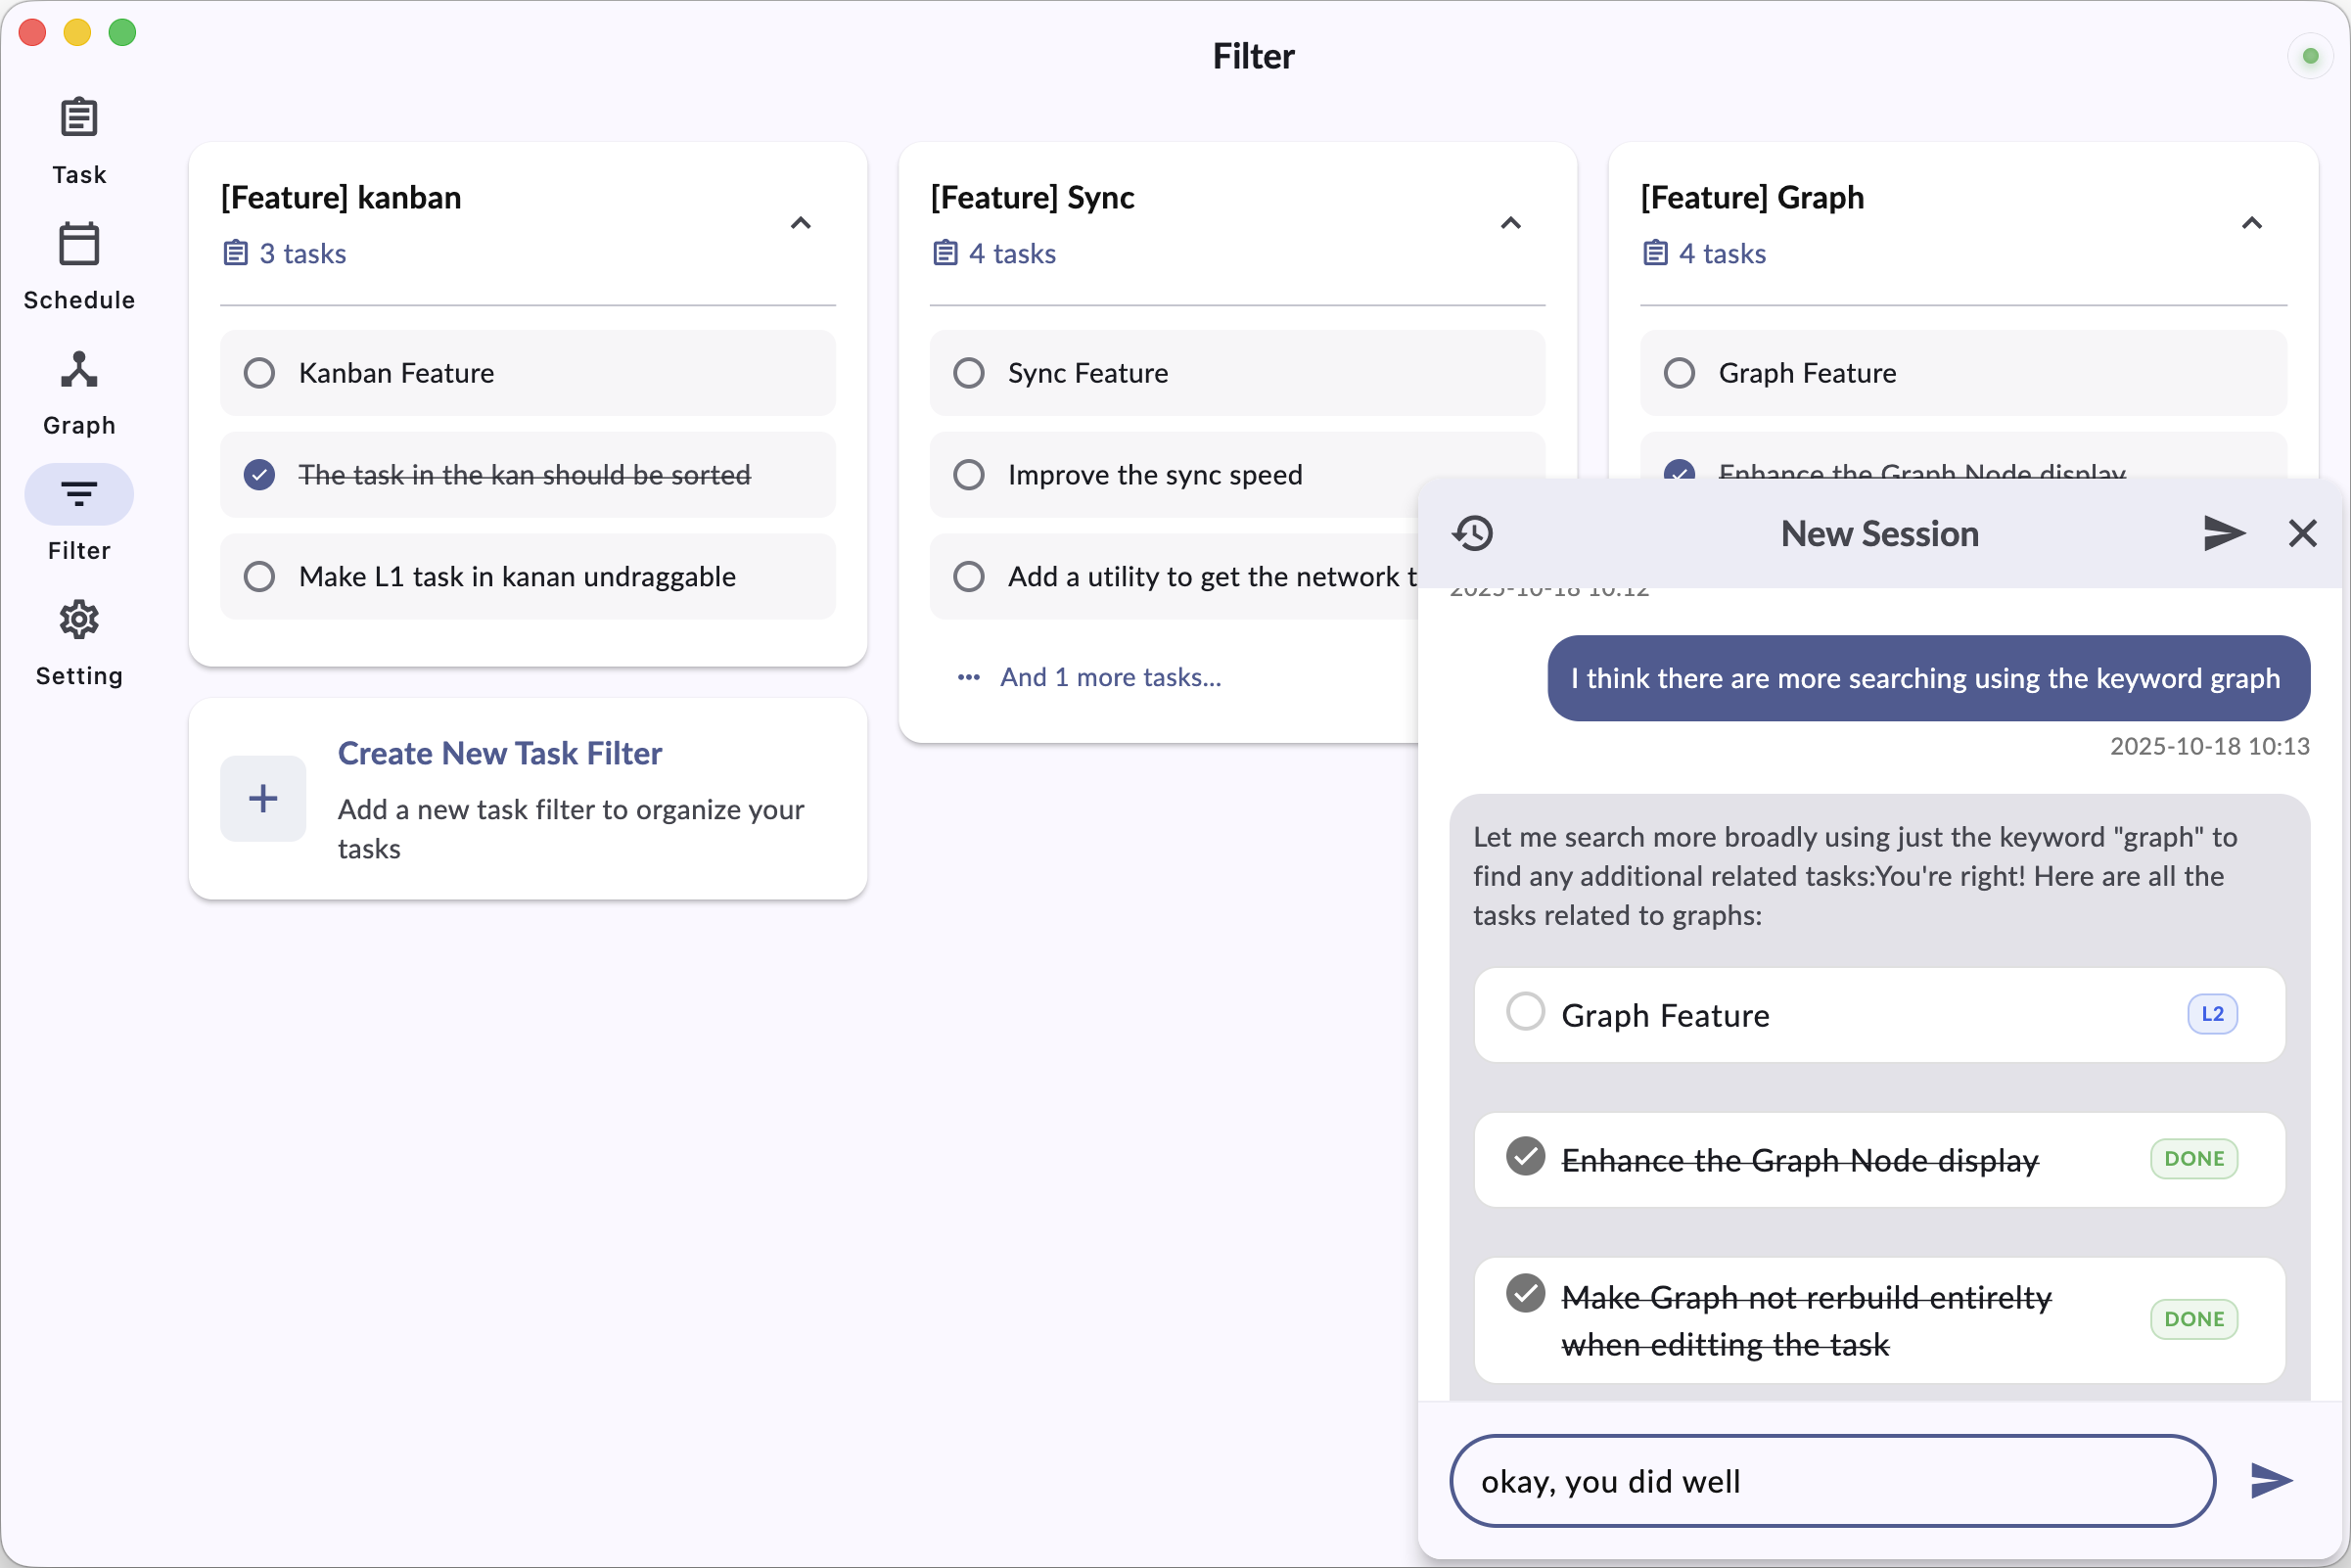 Filter
Task
Schedule
Graph
Filter
Setting
[Feature] kanban
3 tasks
Kanban Feature
The task in the kan should be sorted
Make L1 task in kanan undraggable
Create New Task Filter
Add a new task filter to organize your
tasks
[Feature] Sync
4 tasks
Sync Feature
Improve the sync speed
Add a utility to get the network t
... And 1 more tasks...
[Feature] Graph
4 tasks
Graph Feature
Enhance the Graph Node display
New Session
2025-10-18 10:12
I think there are more searching using the keyword graph
2025-10-18 10:13
Let me search more broadly using just the keyword "graph" to
find any additional related tasks:You're right! Here are all the
tasks related to graphs:
Graph Feature
L2
Enhance the Graph Node display
DONE
Make Graph not rerbuild entirelty
when editting the task
DONE
okay, you did well